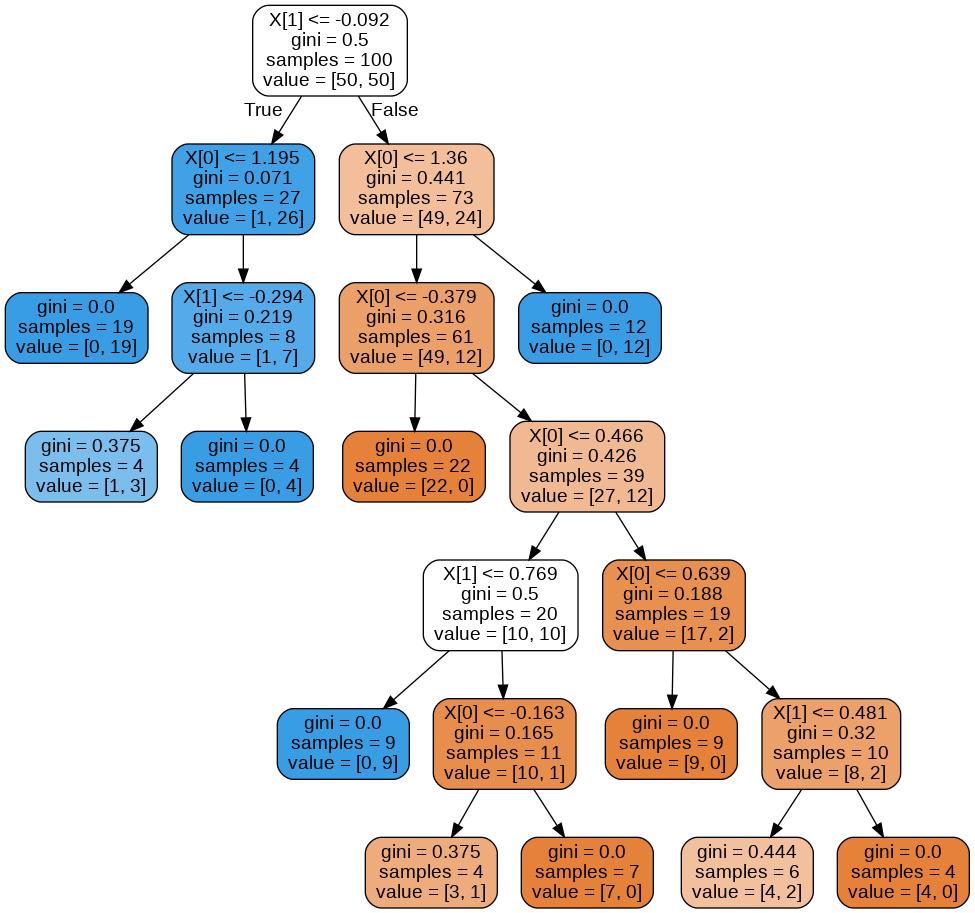 X[1] <= -0.092
gini = 0.5
samples = 100
value = [50, 50]
True
False
X[0] <= 1.195
gini = 0.071
samples = 27
value = [1, 26]
X[0] <= 1.36
gini = 0.441
samples = 73
value = [49, 24]
gini = 0.0
samples = 19
value = [0, 19]
X[1] <= -0.294
gini = 0.219
samples = 8
value = [1, 7]
X[0] <= -0.379
gini = 0.316
samples = 61
value = [49, 12]
gini = 0.0
samples = 12
value = [0, 12]
gini = 0.375
samples = 4
value = [1, 3]
gini = 0.0
samples = 4
value = [0, 4]
gini = 0.0
samples = 22
value = [22, 0]
X[0] <= 0.466
gini = 0.426
samples = 39
value = [27, 12]
X[1] <= 0.769
gini = 0.5
samples = 20
value = [10, 10]
X[0] <= 0.639
gini = 0.188
samples = 19
value = [17, 2]
gini = 0.0
samples = 9
value = [0, 9]
X[0] <= -0.163
gini = 0.165
samples = 11
value = [10, 1]
gini = 0.0
samples = 9
value = [9, 0]
X[1] <= 0.481
gini = 0.32
samples = 10
value = [8, 2]
gini = 0.375
samples = 4
value = [3, 1]
gini = 0.0
samples = 7
value = [7, 0]
gini = 0.444
samples = 6
value = [4, 2]
gini = 0.0
samples = 4
value = [4, 0]